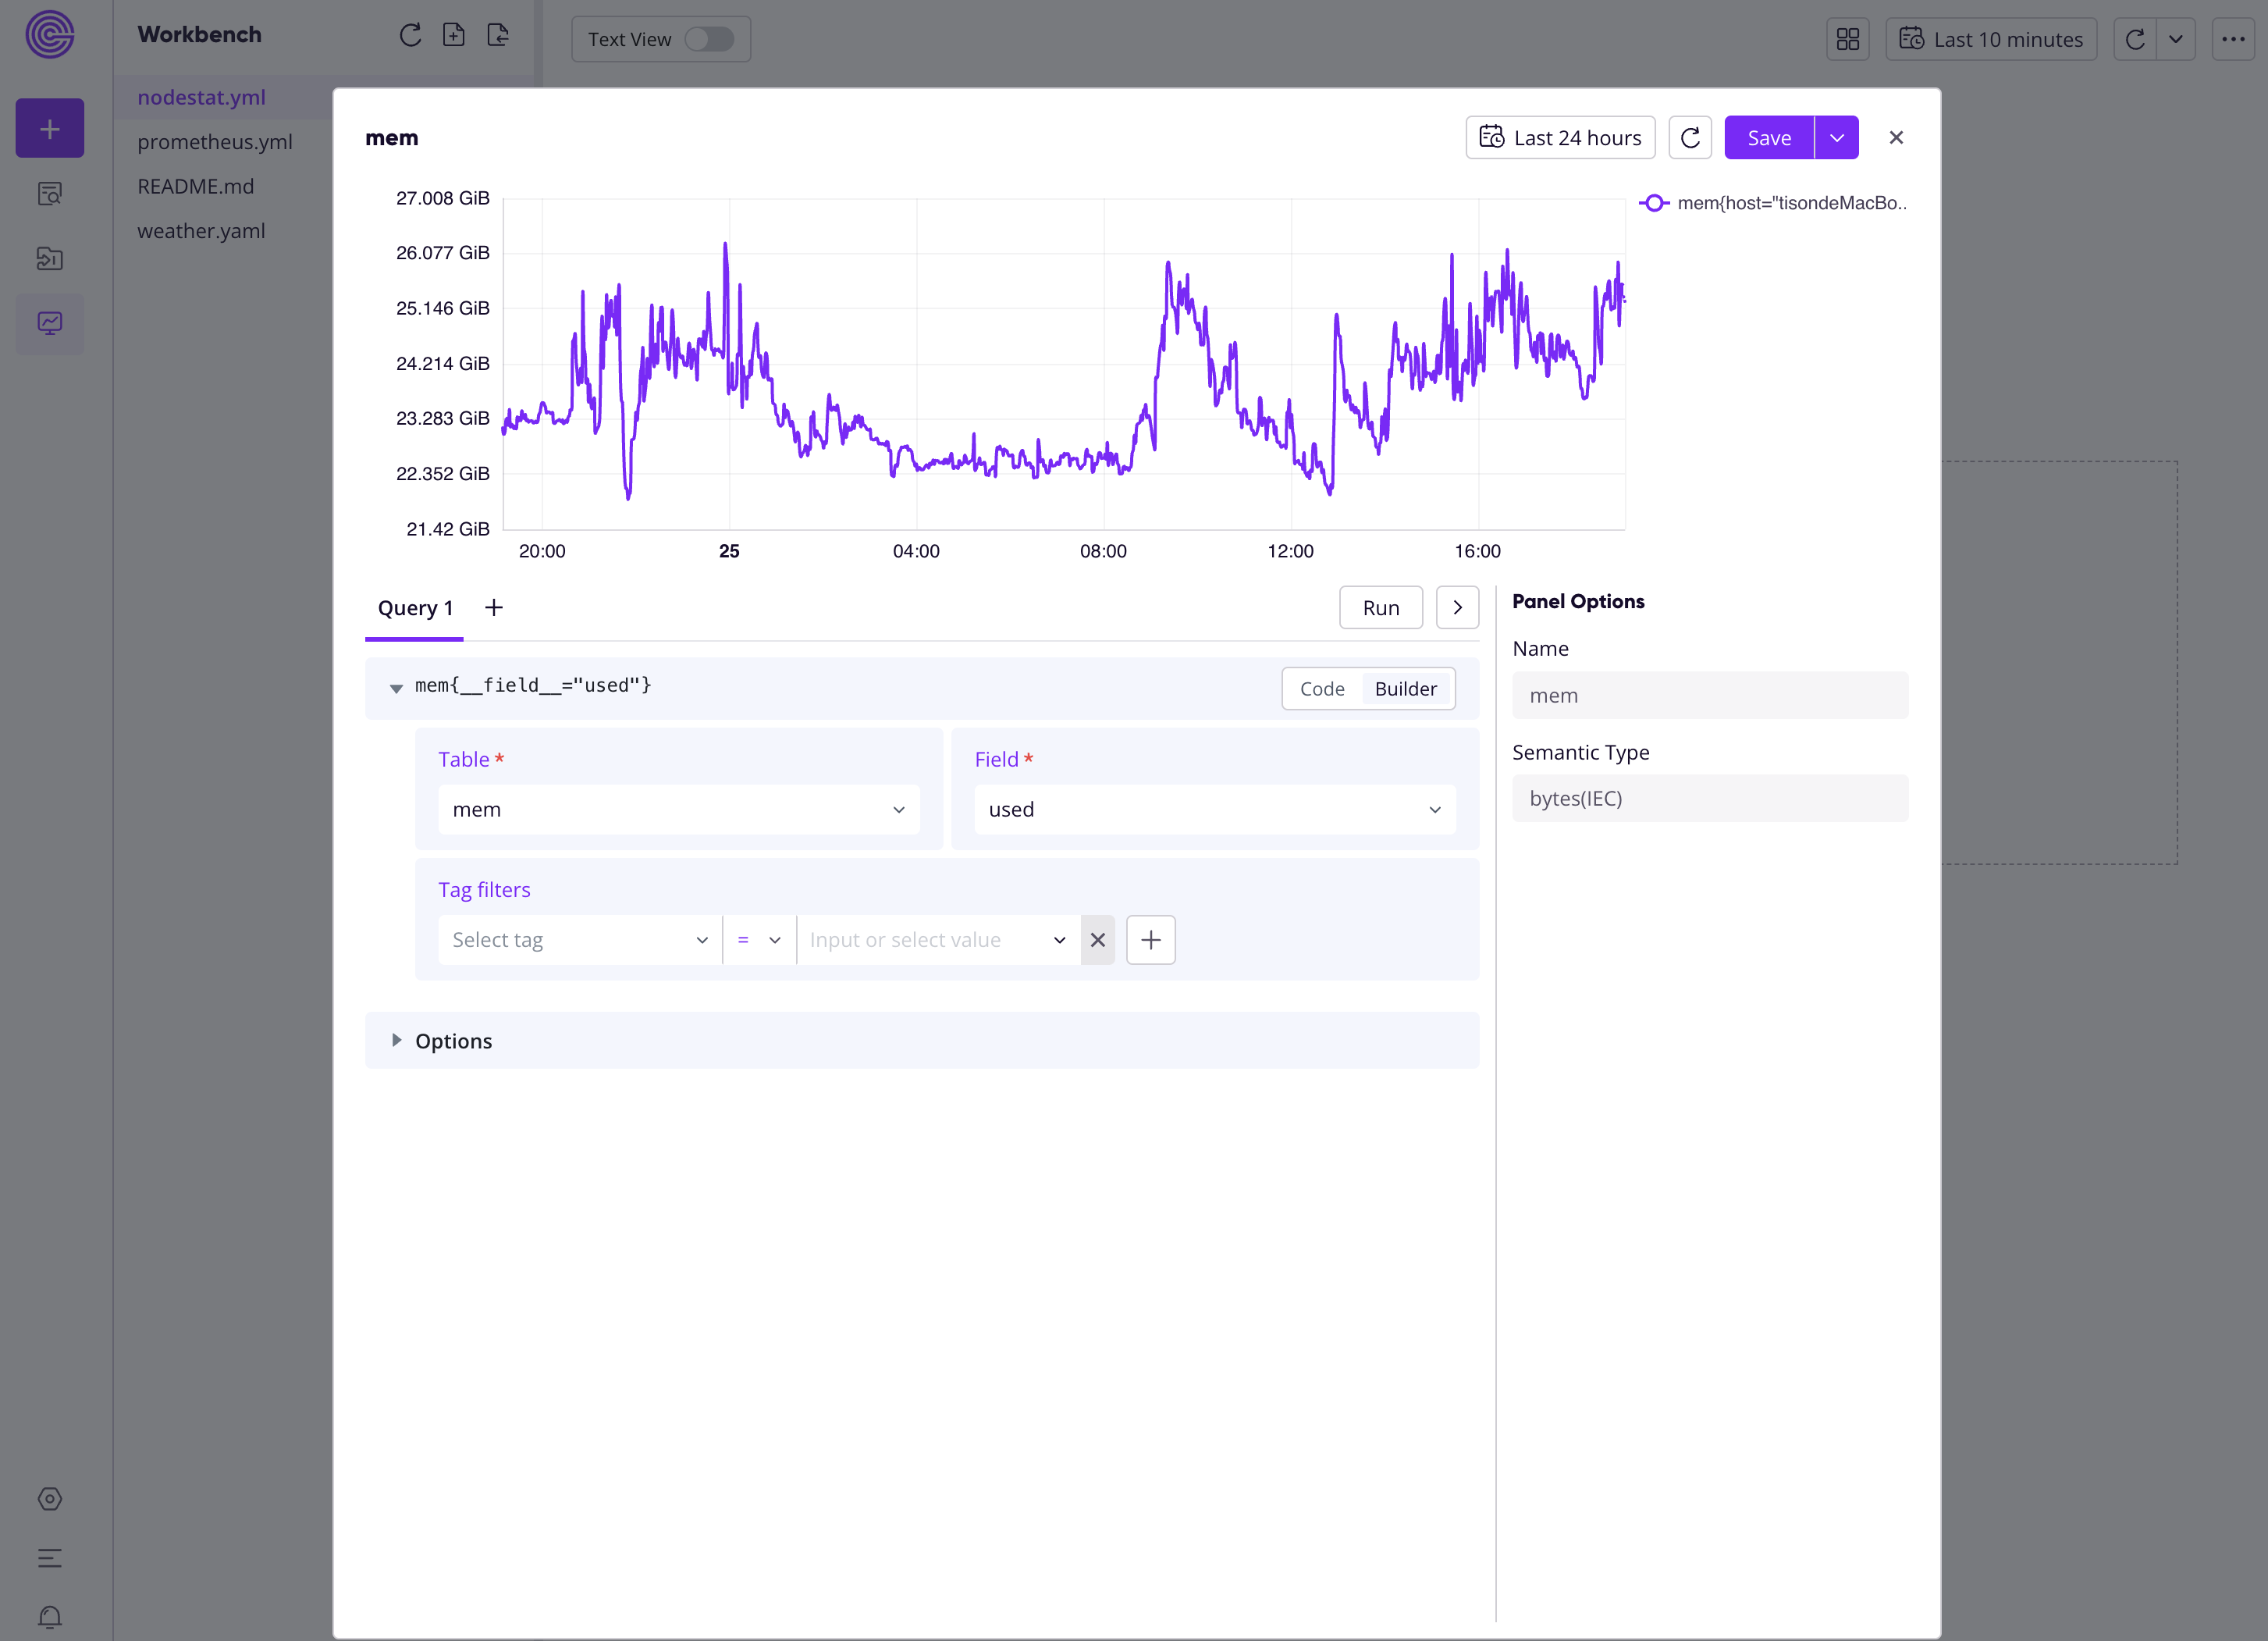 Workbench
Text View
Last 10 minutes
nodestat.yml
prometheus.yml
README.md
weather.yaml
mem
Last 24 hours
Save
27.008 GiB
26.077 GiB
25.146 GiB
24.214 GiB
23.283 GiB
22.352 GiB
21.42 GiB
20:00
25
04:00
08:00
12:00
16:00
mem{host="tisondeMacBo..
Query 1
Run
mem{__field__="used"}
Code
Builder
Table *
mem
Field *
used
Tag filters
Select tag
=
Input or select value
Options
Panel Options
Name
mem
Semantic Type
bytes(IEC)